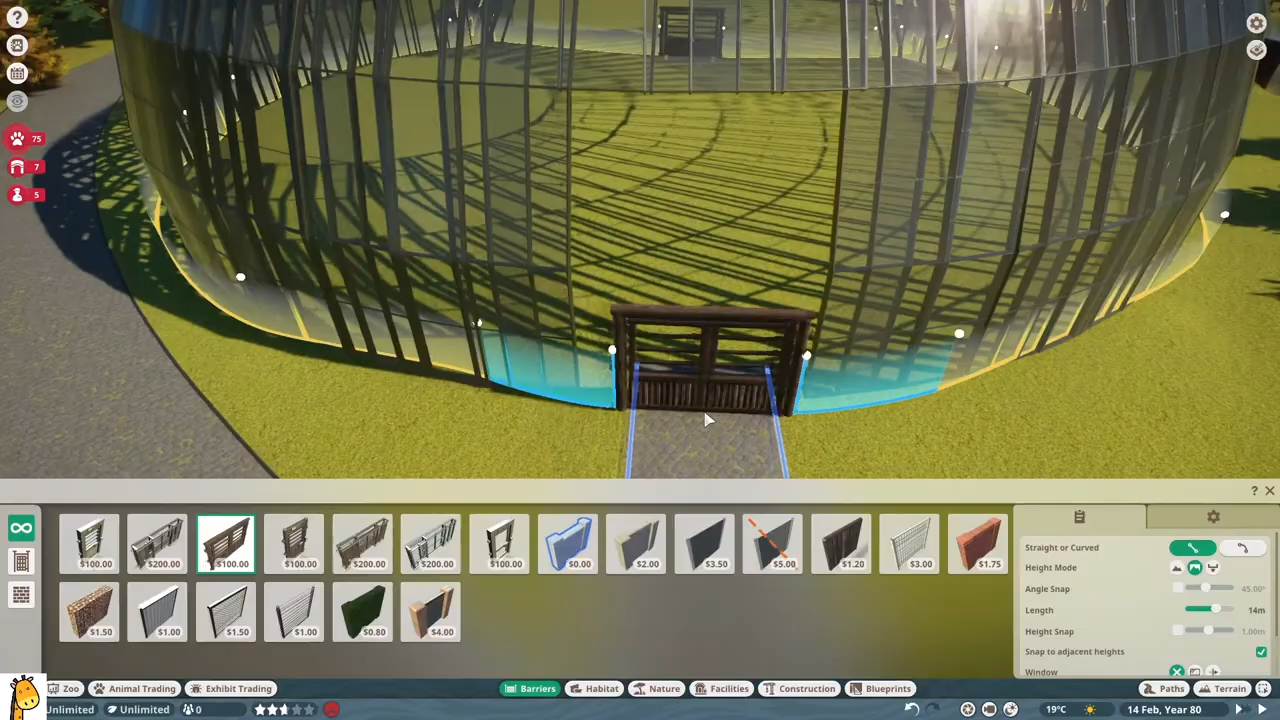 ?
75
7
5
? ×
$100.00 $200.00 $100.00 $100.00 $200.00 $200.00 $100.00 $0.00 $2.00 $3.50 $5.00 $1.20 $3.00 $1.75
$1.50 $1.00 $1.50 $1.00 $0.80 $4.00
Straight or Curved
Height Mode
Angle Snap 45.00°
Length 14m
Height Snap 1.00m
Snap to adjacent heights
Window
Zoo Animal Trading Exhibit Trading Barriers Habitat Nature Facilities Construction Blueprints Paths Terrain
Unlimited Unlimited 0 19°C 14 Feb, Year 80